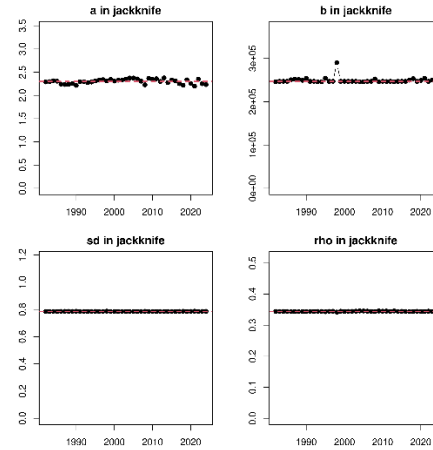 a in jackknife
b in jackknife
3.5
3.0
2.5
2.0
1.5
1.0
0.5
0.0
3e+05
2e+05
1e+05
0e+00
1990 2000 2010 2020
1990 2000 2010 2020
sd in jackknife
rho in jackknife
1.2
1.0
0.8
0.6
0.4
0.2
0.0
0.5
0.4
0.3
0.2
0.1
0.0
1990 2000 2010 2020
1990 2000 2010 2020